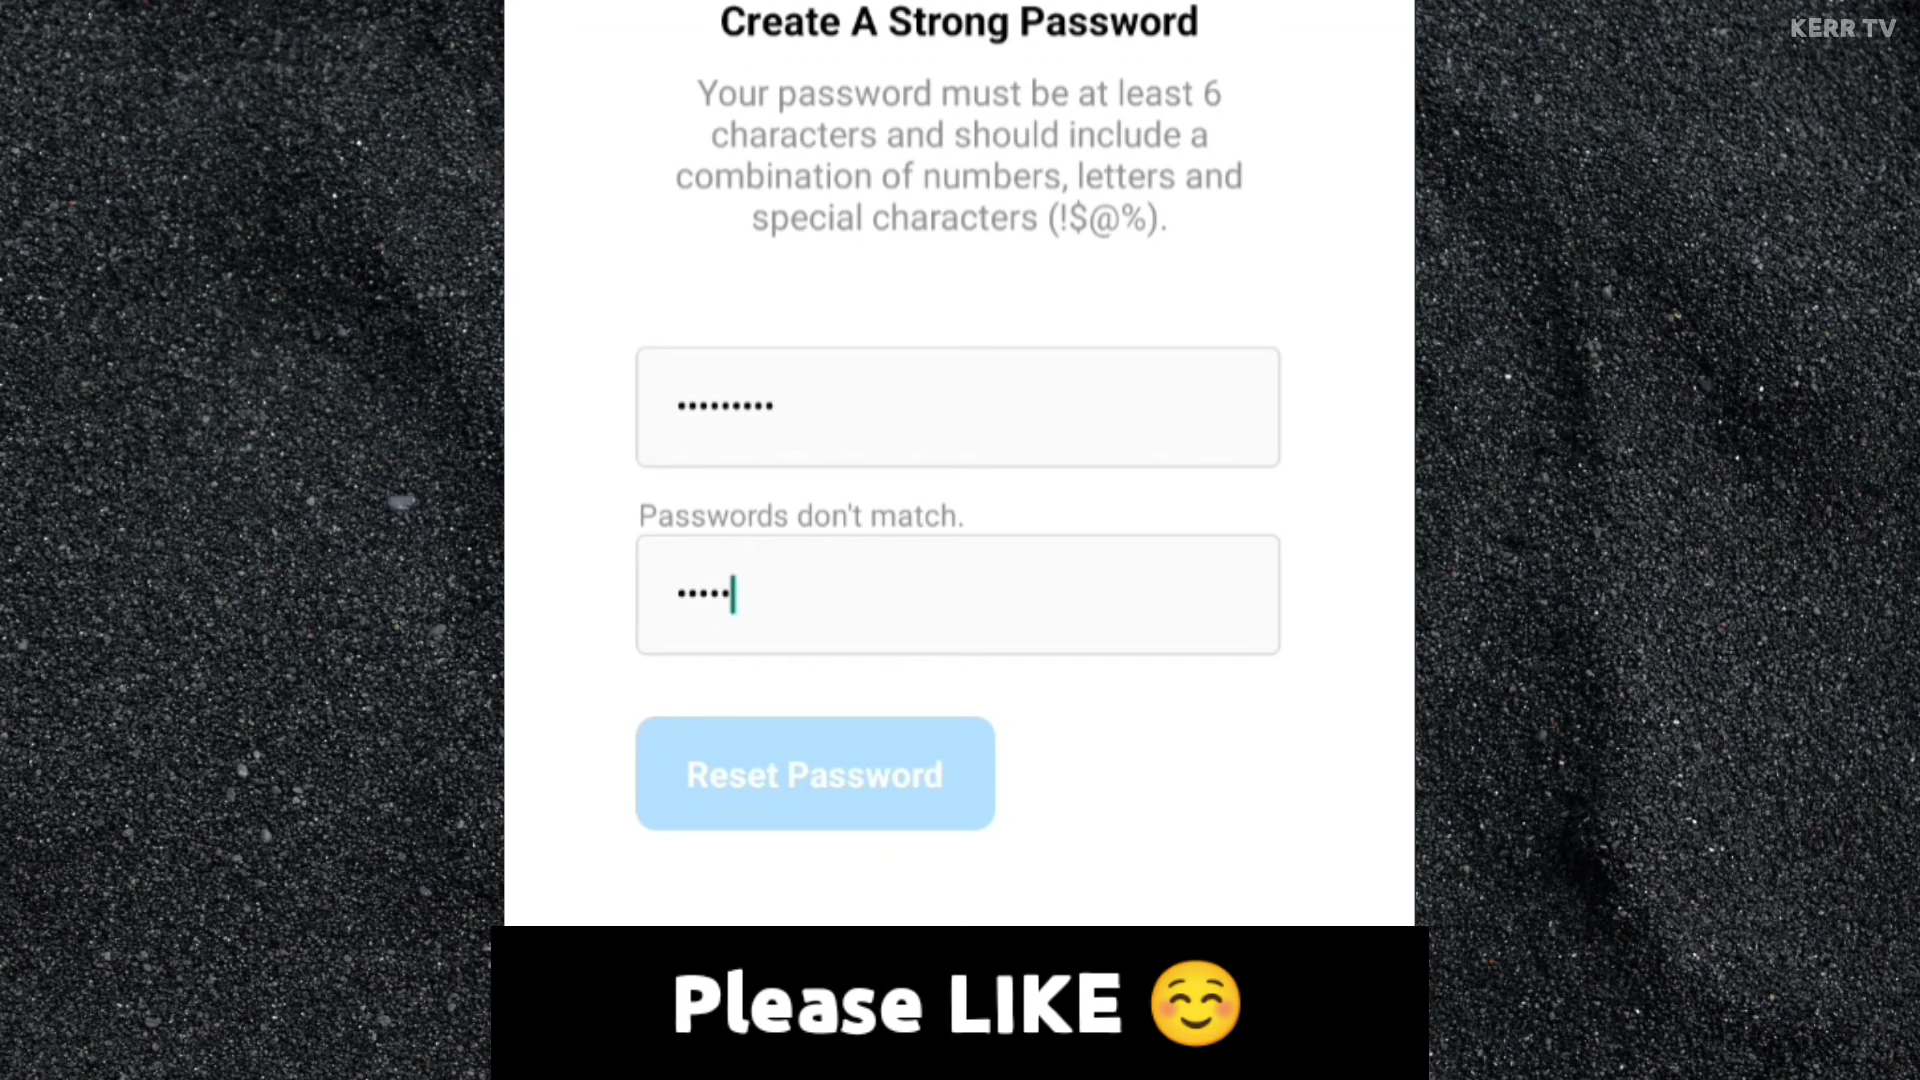 KERR TV
Create A Strong Password
Your password must be at least 6
characters and should include a
combination of numbers, letters and
special characters (!$@%).
•••••••••
Passwords don't match.
•••••
Reset Password
Please LIKE ☺️